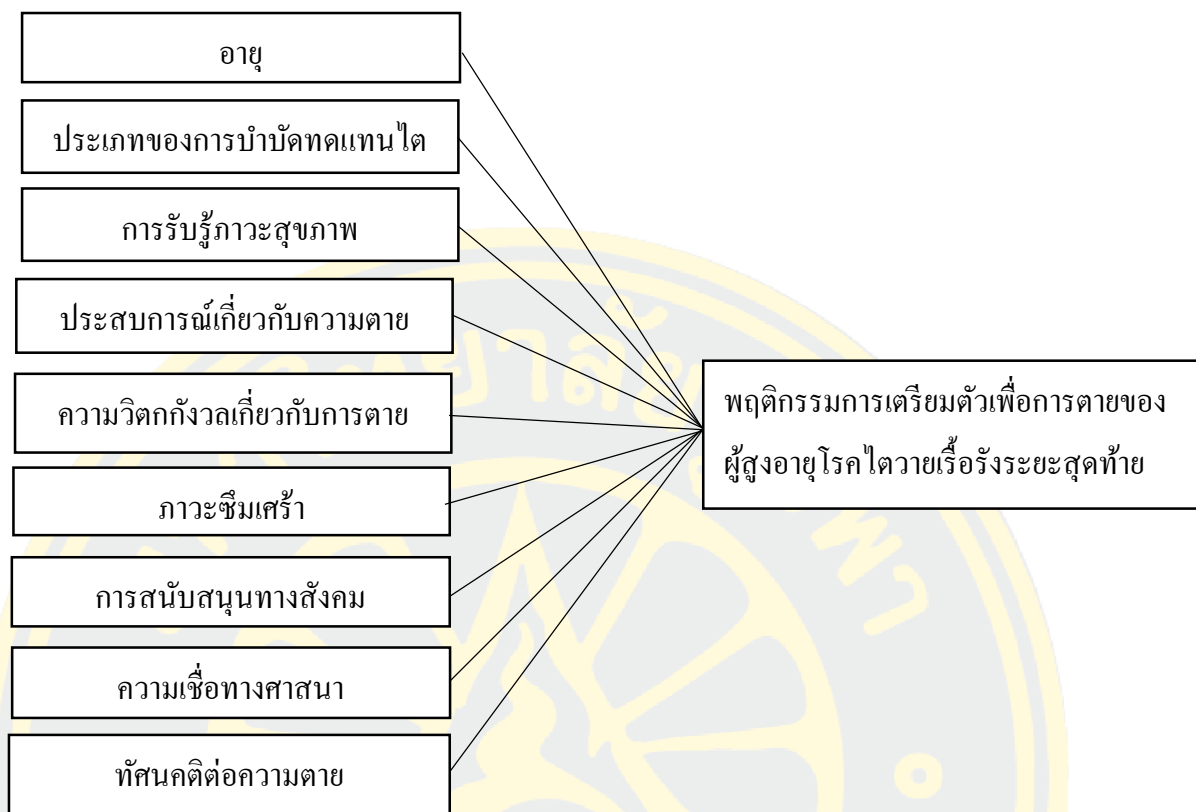 อายุ
ประเภทของการบำบัดทดแทนไต
การรับรู้ภาวะสุขภาพ
ประสบการณ์เกี่ยวกับความตาย
ความวิตกกังวลเกี่ยวกับการตาย
ภาวะซึมเศร้า
การสนับสนุนทางสังคม
ความเชื่อทางศาสนา
ทัศนคติต่อความตาย
พฤติกรรมการเตรียมตัวเพื่อการตายของ
ผู้สูงอายุโรคไตวายเรื้อรังระยะสุดท้าย